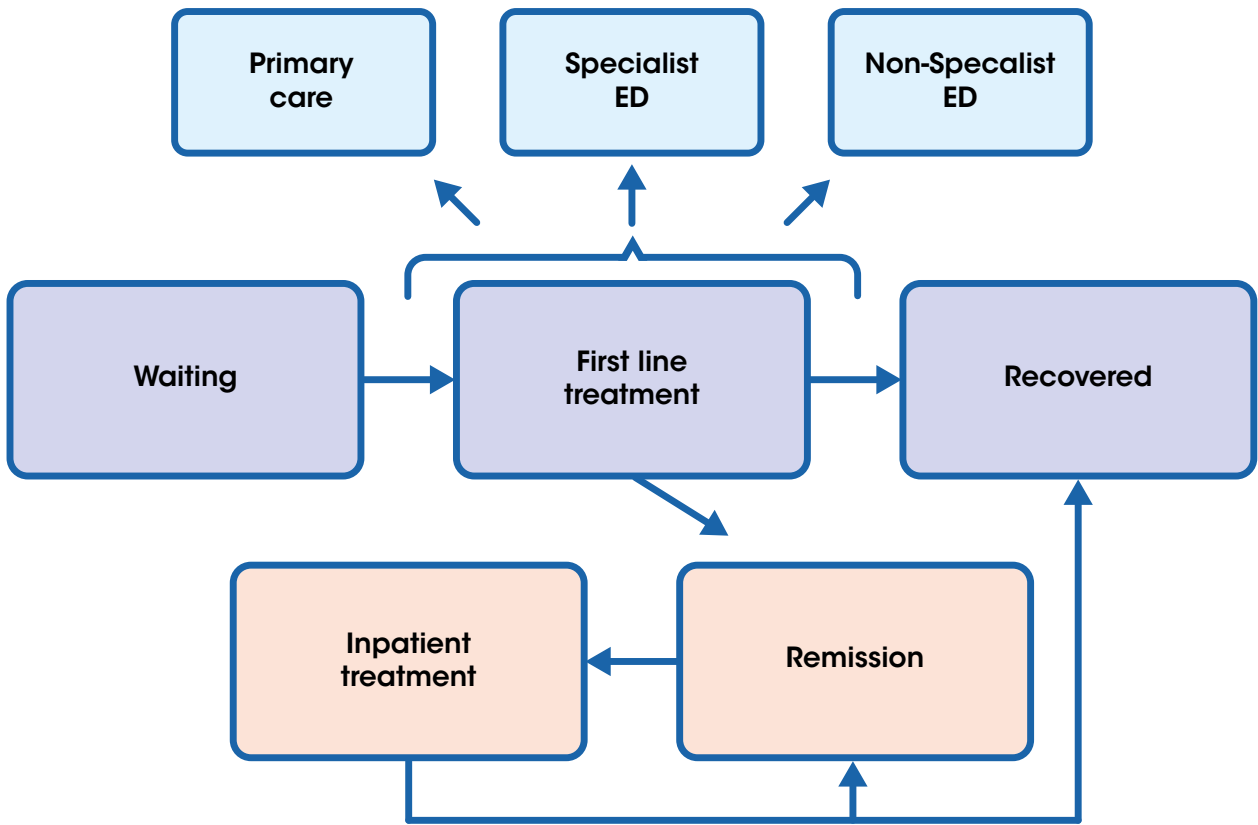 Primary
care
Specialist
ED
Non-Specalist
ED
Waiting
First line
treatment
Recovered
Inpatient
treatment
Remission